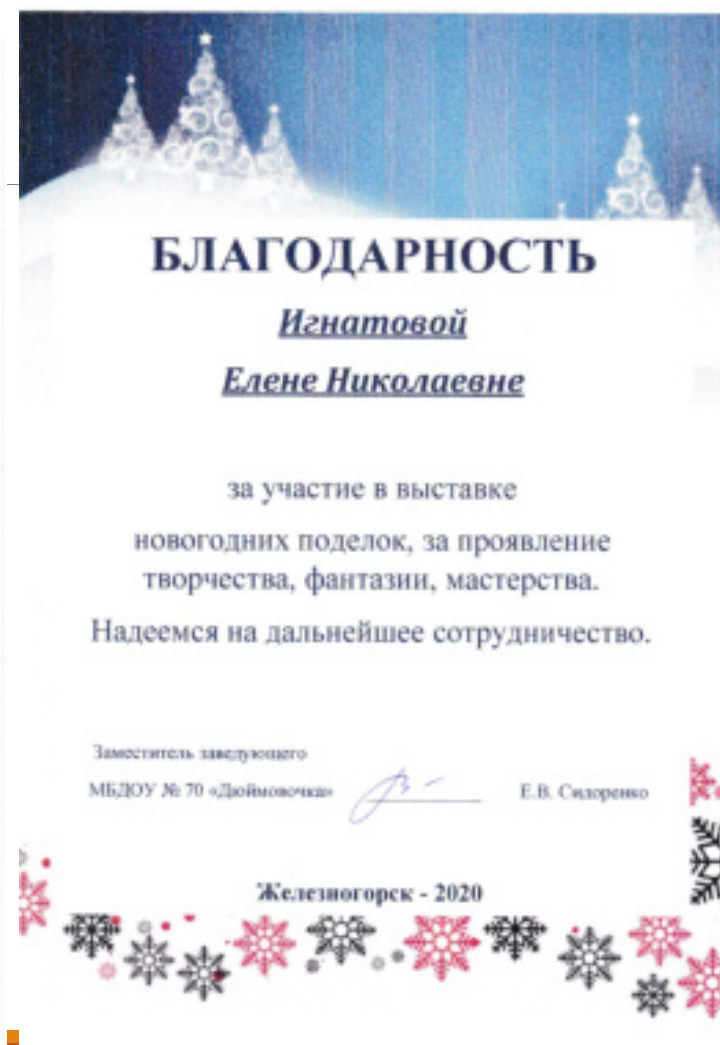 БЛАГОДАРНОСТЬ
Игнатовой
Елене Николаевне
за участие в выставке
новогодних поделок, за проявление
творчества, фантазии, мастерства.
Надеемся на дальнейшее сотрудничество.
Заместитель заведующего
МБДОУ № 70 «Дюймовочка» Е.В. Сидоренко
Железногорск - 2020